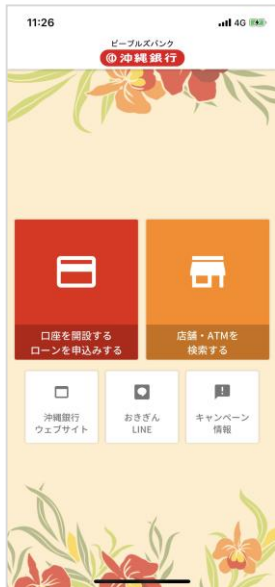 11:26
4G
ピープルズバンク
沖縄銀行
口座を開設する
ローンを申込みする
店舗・ATMを
検索する
沖縄銀行
ウェブサイト
おきぎん
LINE
キャンペーン
情報